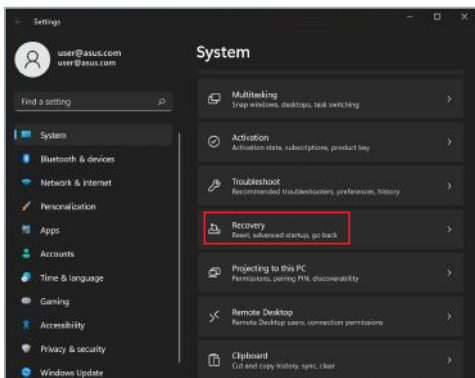 Settings
user@asus.com
user@asus.com
Find a setting
System
Bluetooth & devices
Network & internet
Personalization
Apps
Accounts
Time & language
Gaming
Accessibility
Privacy & security
Windows Update
System
Multitasking
Snap windows, desktops, task switching
Activation
Activation state, subscriptions, product key
Troubleshoot
Recommended troubleshooters, preferences, history
Recovery
Reset, advanced startup, go back
Projecting to this PC
Permissions, pairing PIN, discoverability
Remote Desktop
Remote Desktop users, connection permissions
Clipboard
Cut and copy history, sync, clear